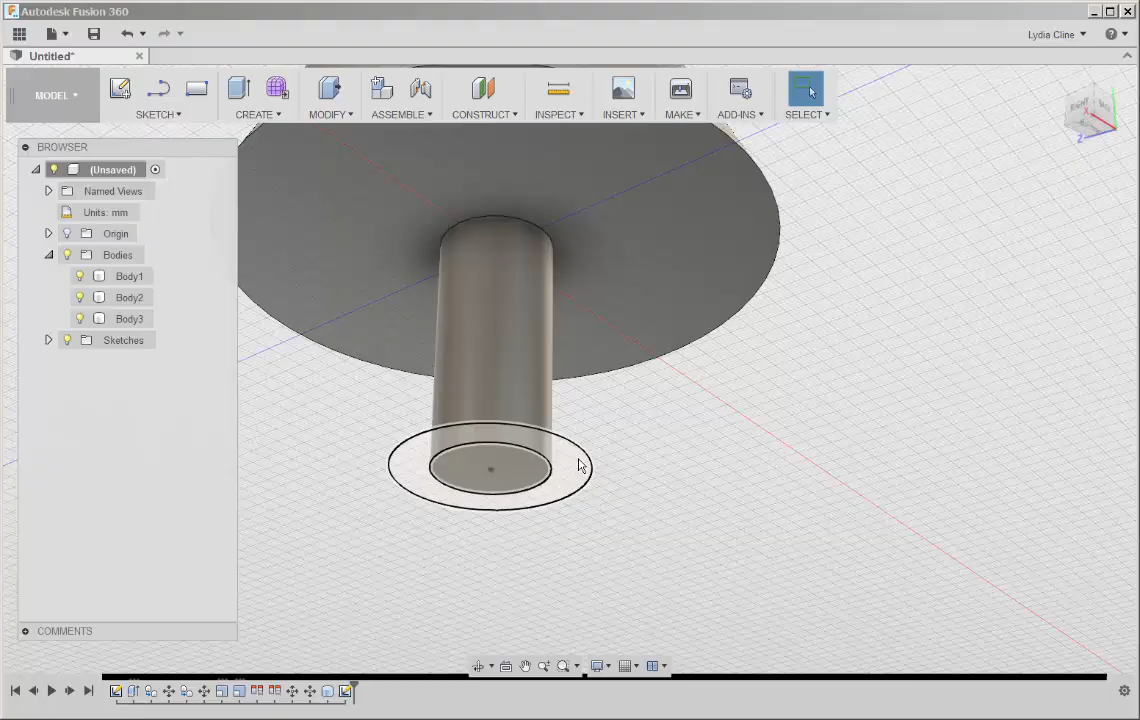 Autodesk Fusion 360
Lydia Cline
Untitled*
MODEL
SKETCH
CREATE
MODIFY
ASSEMBLE
CONSTRUCT
INSPECT
INSERT
MAKE
ADD-INS
SELECT
RIGHT
X
Z
BROWSER
(Unsaved)
Named Views
Units: mm
Origin
Bodies
Body1
Body2
Body3
Sketches
COMMENTS